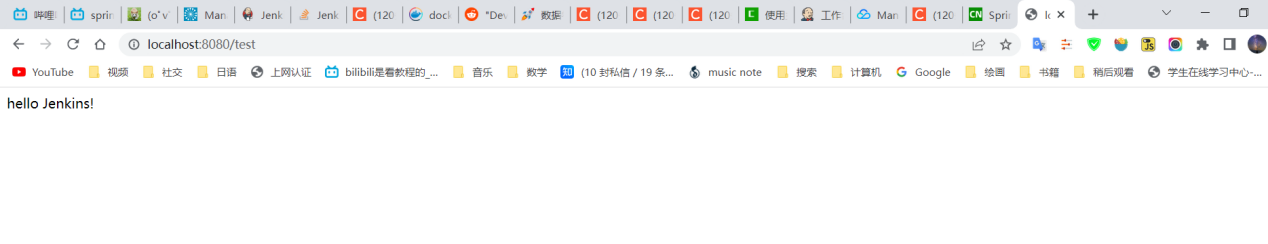 哔哩 sprin (o゚v゚ Man Jenk Jenk (120 dock "Dev 数据 (120 (120 (120 使用 工作 Man (120 Sprin lo
localhost:8080/test
YouTube 视频 社交 日语 上网认证 bilibili是看教程的_... 音乐 数学 (10 封私信 / 19 条... music note 搜索 计算机 Google 绘画 书籍 稍后观看 学生在线学习中心-...
hello Jenkins!